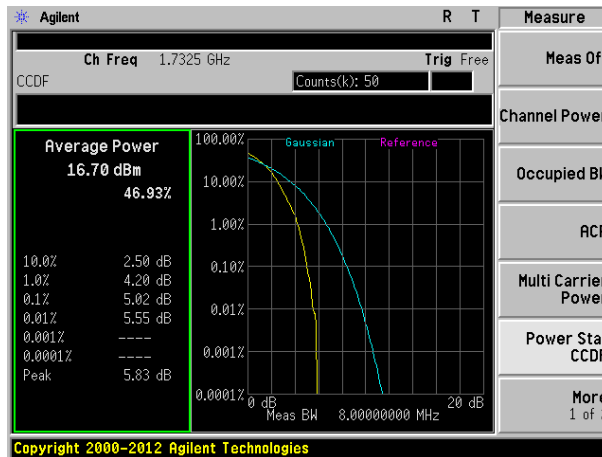 Agilent R T Measure
Ch Freq 1.7325 GHz Trig Free
CCDF Counts(k): 50
Meas Of
Channel Power
Average Power
16.70 dBm
46.93%
10.0% 2.50 dB
1.0% 4.20 dB
0.1% 5.02 dB
0.01% 5.55 dB
0.001% ----
0.0001% ----
Peak 5.83 dB
Gaussian Reference
100.00%
10.00%
1.00%
0.10%
0.01%
0.001%
0.0001%
0 dB 20 dB
Meas BW 8.00000000 MHz
Occupied B
ACP
Multi Carrier
Power
Power Sta
CCDF
More
1 of
Copyright 2000-2012 Agilent Technologies